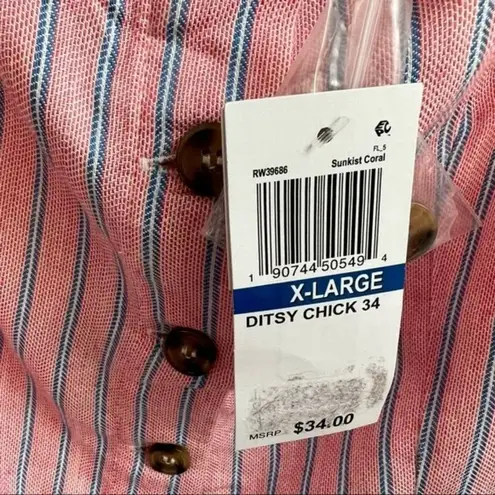 FL_5
RW39686 Sunkist Coral
1 90744 50549 4
X-LARGE
DITSY CHICK 34
MSRP $34.00